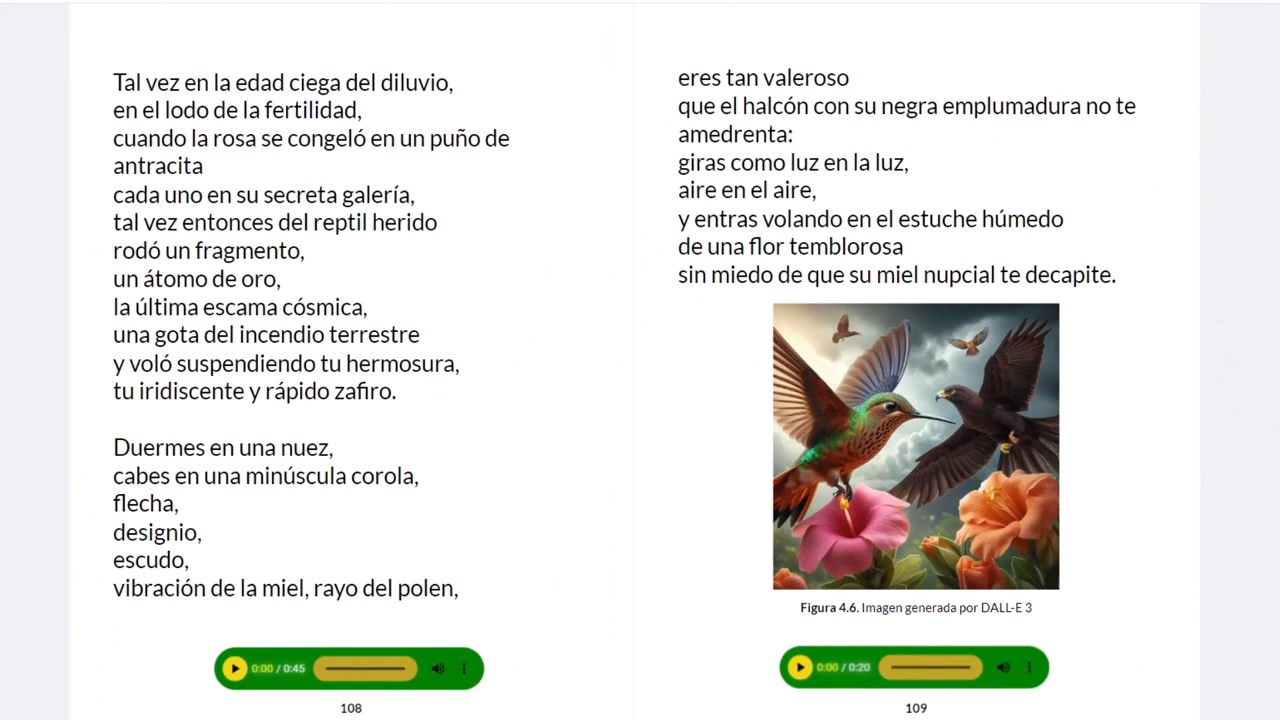 Tal vez en la edad ciega del diluvio,
en el lodo de la fertilidad,
cuando la rosa se congeló en un puño de
antracita
cada uno en su secreta galería,
tal vez entonces del reptil herido
rodó un fragmento,
un átomo de oro,
la última escama cósmica,
una gota del incendio terrestre
y voló suspendiendo tu hermosura,
tu iridiscente y rápido zafiro.
Duermes en una nuez,
cabes en una minúscula corola,
flecha,
designio,
escudo,
vibración de la miel, rayo del polen,
0:00 / 0:45
108
eres tan valeroso
que el halcón con su negra emplumadura no te
amedrenta:
giras como luz en la luz,
aire en el aire,
y entras volando en el estuche húmedo
de una flor temblorosa
sin miedo de que su miel nupcial te decapite.
Figura 4.6. Imagen generada por DALL-E 3
0:00 / 0:20
109